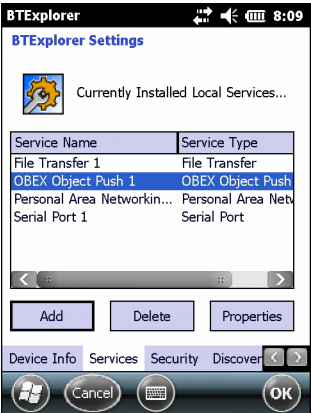 BTExplorer 8:09
BTExplorer Settings
Currently Installed Local Services...
Service Name Service Type
File Transfer 1 File Transfer
OBEX Object Push 1 OBEX Object Push
Personal Area Networkin... Personal Area Netw
Serial Port 1 Serial Port
Add Delete Properties
Device Info Services Security Discover
Cancel OK